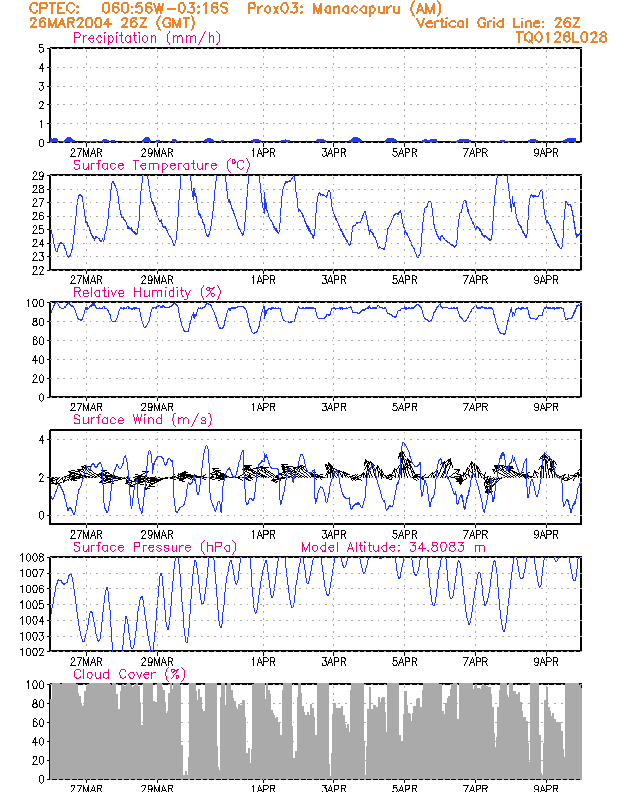 CPTEC: 060:56W-03:16S Prox03: Manacapuru (AM)
26MAR2004 26Z (GMT) Vertical Grid Line: 26Z
Precipitation (mm/h) TQ0126L028
5
4
3
2
1
0
27MAR 29MAR 1APR 3APR 5APR 7APR 9APR
Surface Temperature (°C)
29
28
27
26
25
24
23
22
27MAR 29MAR 1APR 3APR 5APR 7APR 9APR
Relative Humidity (%)
100
80
60
40
20
0
27MAR 29MAR 1APR 3APR 5APR 7APR 9APR
Surface Wind (m/s)
4
2
0
27MAR 29MAR 1APR 3APR 5APR 7APR 9APR
Surface Pressure (hPa) Model Altitude: 34.8083 m
1008
1007
1006
1005
1004
1003
1002
27MAR 29MAR 1APR 3APR 5APR 7APR 9APR
Cloud Cover (%)
100
80
60
40
20
0
27MAR 29MAR 1APR 3APR 5APR 7APR 9APR